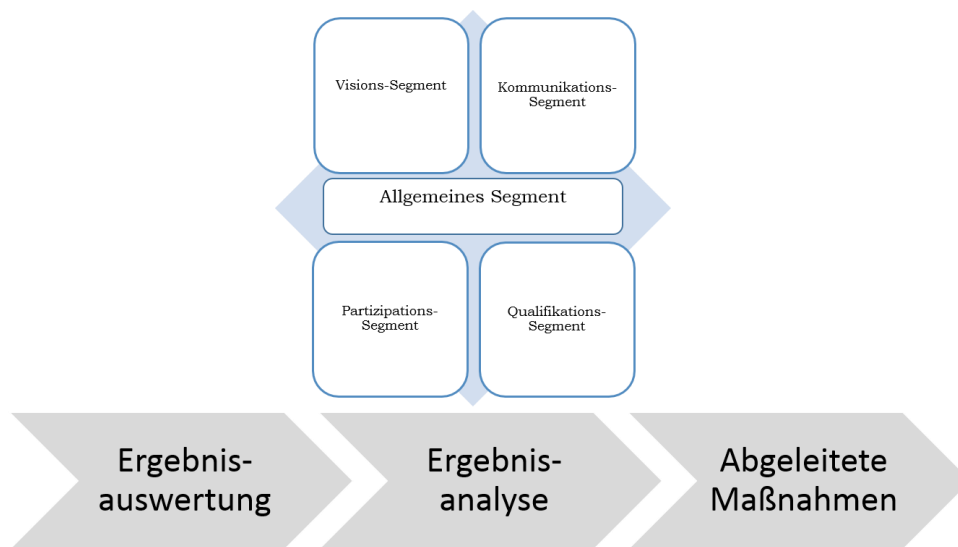 Visions-Segment
Kommunikations-
Segment
Allgemeines Segment
Partizipations-
Segment
Qualifikations-
Segment
Ergebnis-
auswertung
Ergebnis-
analyse
Abgeleitete
Maßnahmen